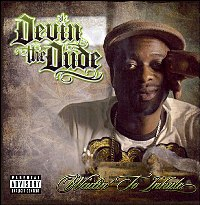 Devin
the Dude
Waitin' To Inhale
PARENTAL
ADVISORY
EXPLICIT CONTENT